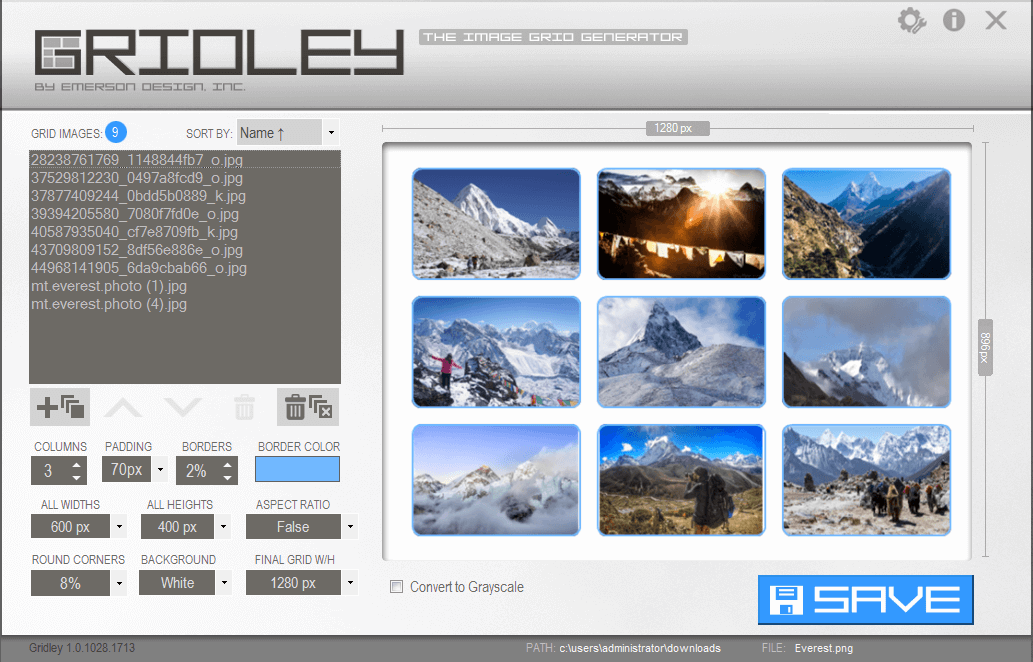 GRIDLEY
THE IMAGE GRID GENERATOR
BY EMERSON DESIGN, INC.
GRID IMAGES: 9
SORT BY: Name ↑
28238761769_1148844fb7_o.jpg
37529812230_0497a8fcd9_o.jpg
37877409244_0bdd5b0889_k.jpg
39394205580_7080f7fd0e_o.jpg
40587935040_cf7e8709fb_k.jpg
43709809152_8df56e886e_o.jpg
44968141905_6da9cbab66_o.jpg
mt.everest.photo (1).jpg
mt.everest.photo (4).jpg
COLUMNS PADDING BORDERS BORDER COLOR
3 70px 2%
ALL WIDTHS ALL HEIGHTS ASPECT RATIO
600 px 400 px False
ROUND CORNERS BACKGROUND FINAL GRID W/H
8% White 1280 px
1280 px
896px
Convert to Grayscale
SAVE
Gridley 1.0.1028.1713
PATH: c:\users\administrator\downloads
FILE: Everest.png